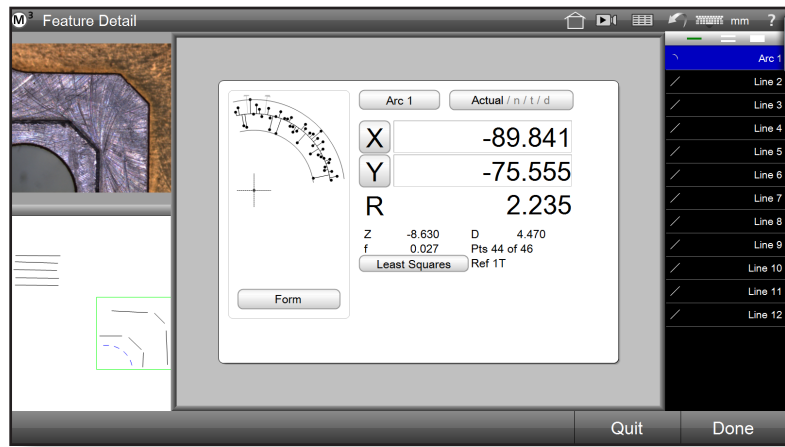 M³ Feature Detail
mm ?
Arc 1
Actual / n / t / d
X -89.841
Y -75.555
R 2.235
Z -8.630 D 4.470
f 0.027 Pts 44 of 46
Least Squares Ref 1T
Form
Arc 1
Line 2
Line 3
Line 4
Line 5
Line 6
Line 7
Line 8
Line 9
Line 10
Line 11
Line 12
Quit
Done